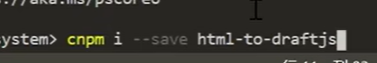 s://aka.ms/pscore6
system> cnpm i --save html-to-draftjs